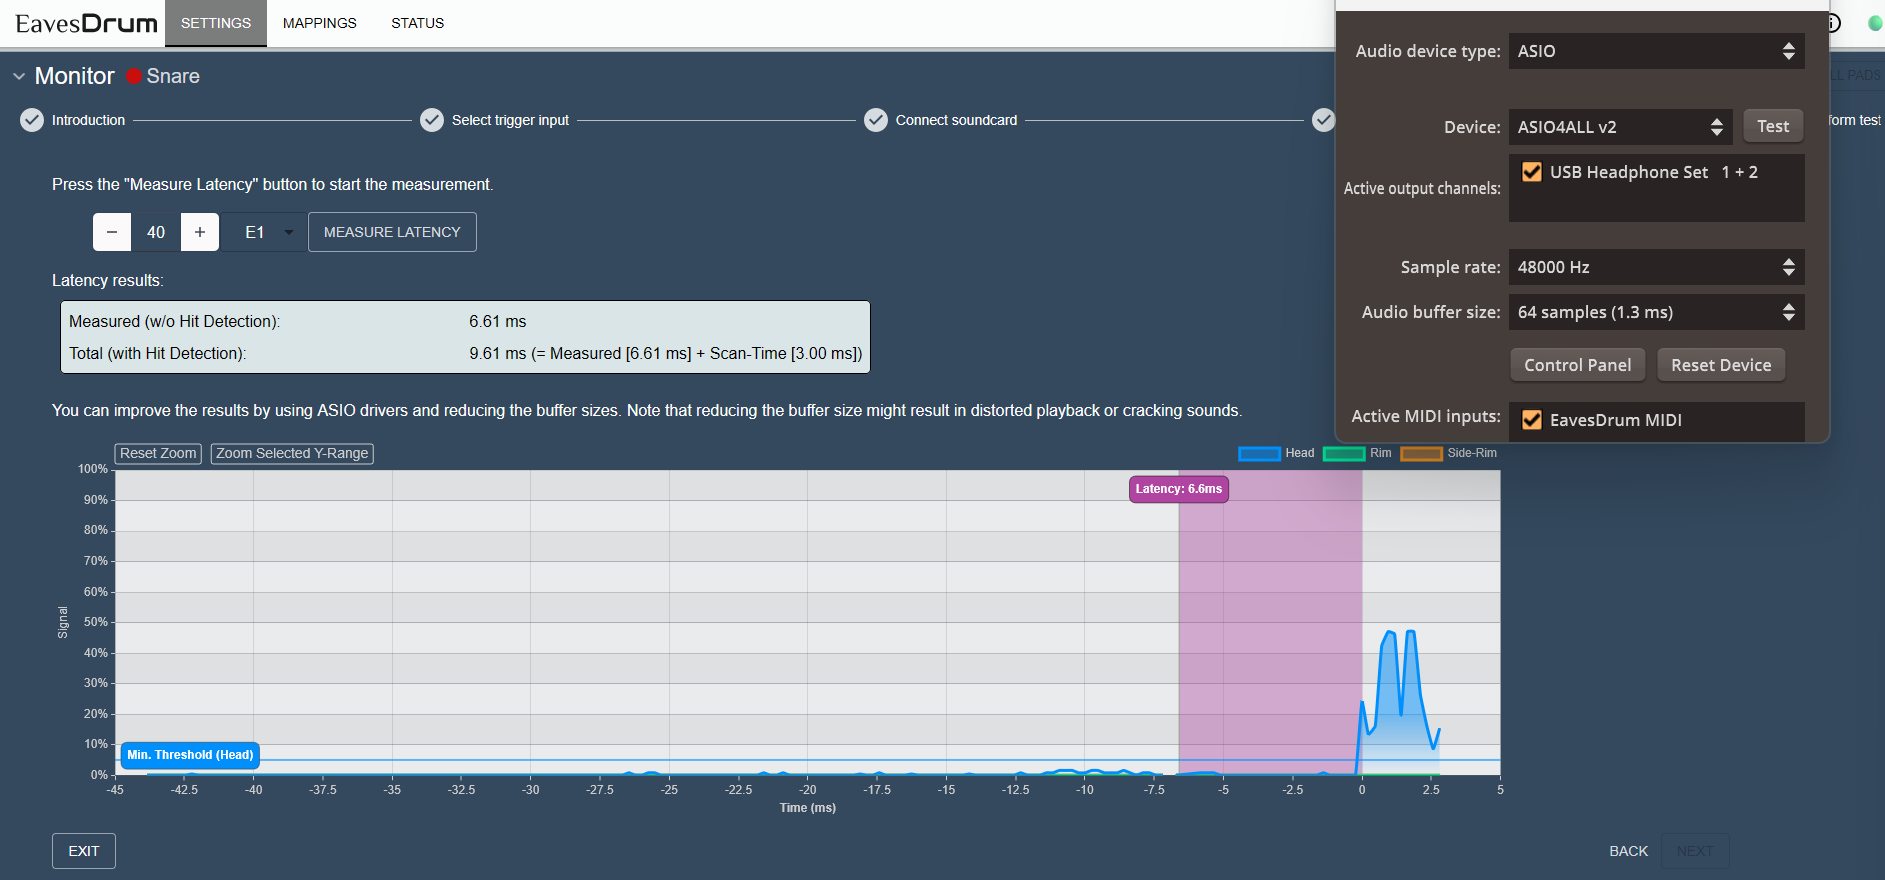 EavesDrum SETTINGS MAPPINGS STATUS
Monitor Snare
Introduction Select trigger input Connect soundcard form test
Press the "Measure Latency" button to start the measurement.
− 40 + E1 MEASURE LATENCY
Latency results:
Measured (w/o Hit Detection): 6.61 ms
Total (with Hit Detection): 9.61 ms (= Measured [6.61 ms] + Scan-Time [3.00 ms])
You can improve the results by using ASIO drivers and reducing the buffer sizes. Note that reducing the buffer size might result in distorted playback or cracking sounds.
Audio device type: ASIO
LL PADS
Device: ASIO4ALL v2 Test
Active output channels: USB Headphone Set 1 + 2
Sample rate: 48000 Hz
Audio buffer size: 64 samples (1.3 ms)
Control Panel Reset Device
Active MIDI inputs: EavesDrum MIDI
Reset Zoom Zoom Selected Y-Range Head Rim Side-Rim
Latency: 6.6ms
100%
90%
80%
70%
60%
50%
40%
30%
20%
10%
0%
Signal
Min. Threshold (Head)
-45 -42.5 -40 -37.5 -35 -32.5 -30 -27.5 -25 -22.5 -20 -17.5 -15 -12.5 -10 -7.5 -5 -2.5 0 2.5 5
Time (ms)
EXIT BACK NEXT